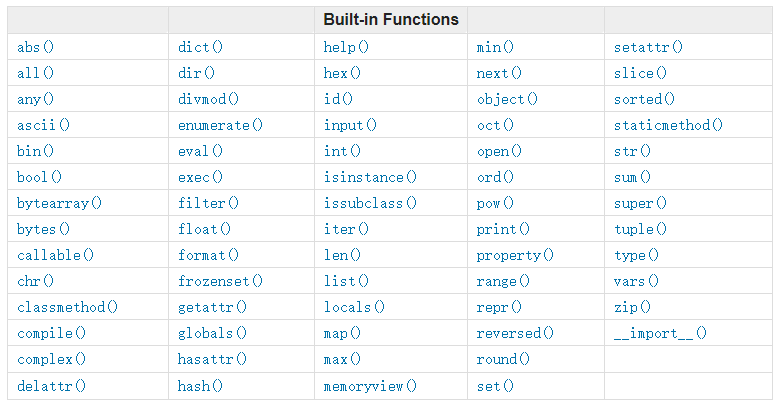 Built-in Functions
abs() dict() help() min() setattr()
all() dir() hex() next() slice()
any() divmod() id() object() sorted()
ascii() enumerate() input() oct() staticmethod()
bin() eval() int() open() str()
bool() exec() isinstance() ord() sum()
bytearray() filter() issubclass() pow() super()
bytes() float() iter() print() tuple()
callable() format() len() property() type()
chr() frozenset() list() range() vars()
classmethod() getattr() locals() repr() zip()
compile() globals() map() reversed() __import__()
complex() hasattr() max() round()
delattr() hash() memoryview() set()